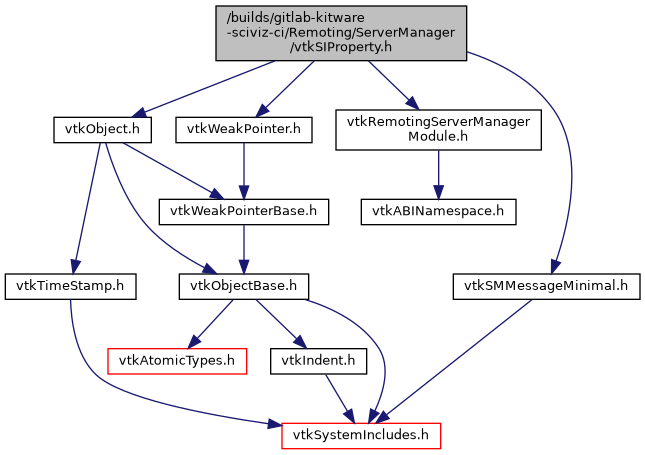 /builds/gitlab-kitware
-sciviz-ci/Remoting/ServerManager
/vtkSIProperty.h
vtkObject.h
vtkWeakPointer.h
vtkRemotingServerManager
Module.h
vtkWeakPointerBase.h
vtkABINamespace.h
vtkTimeStamp.h
vtkObjectBase.h
vtkSMMessageMinimal.h
vtkAtomicTypes.h
vtkIndent.h
vtkSystemIncludes.h